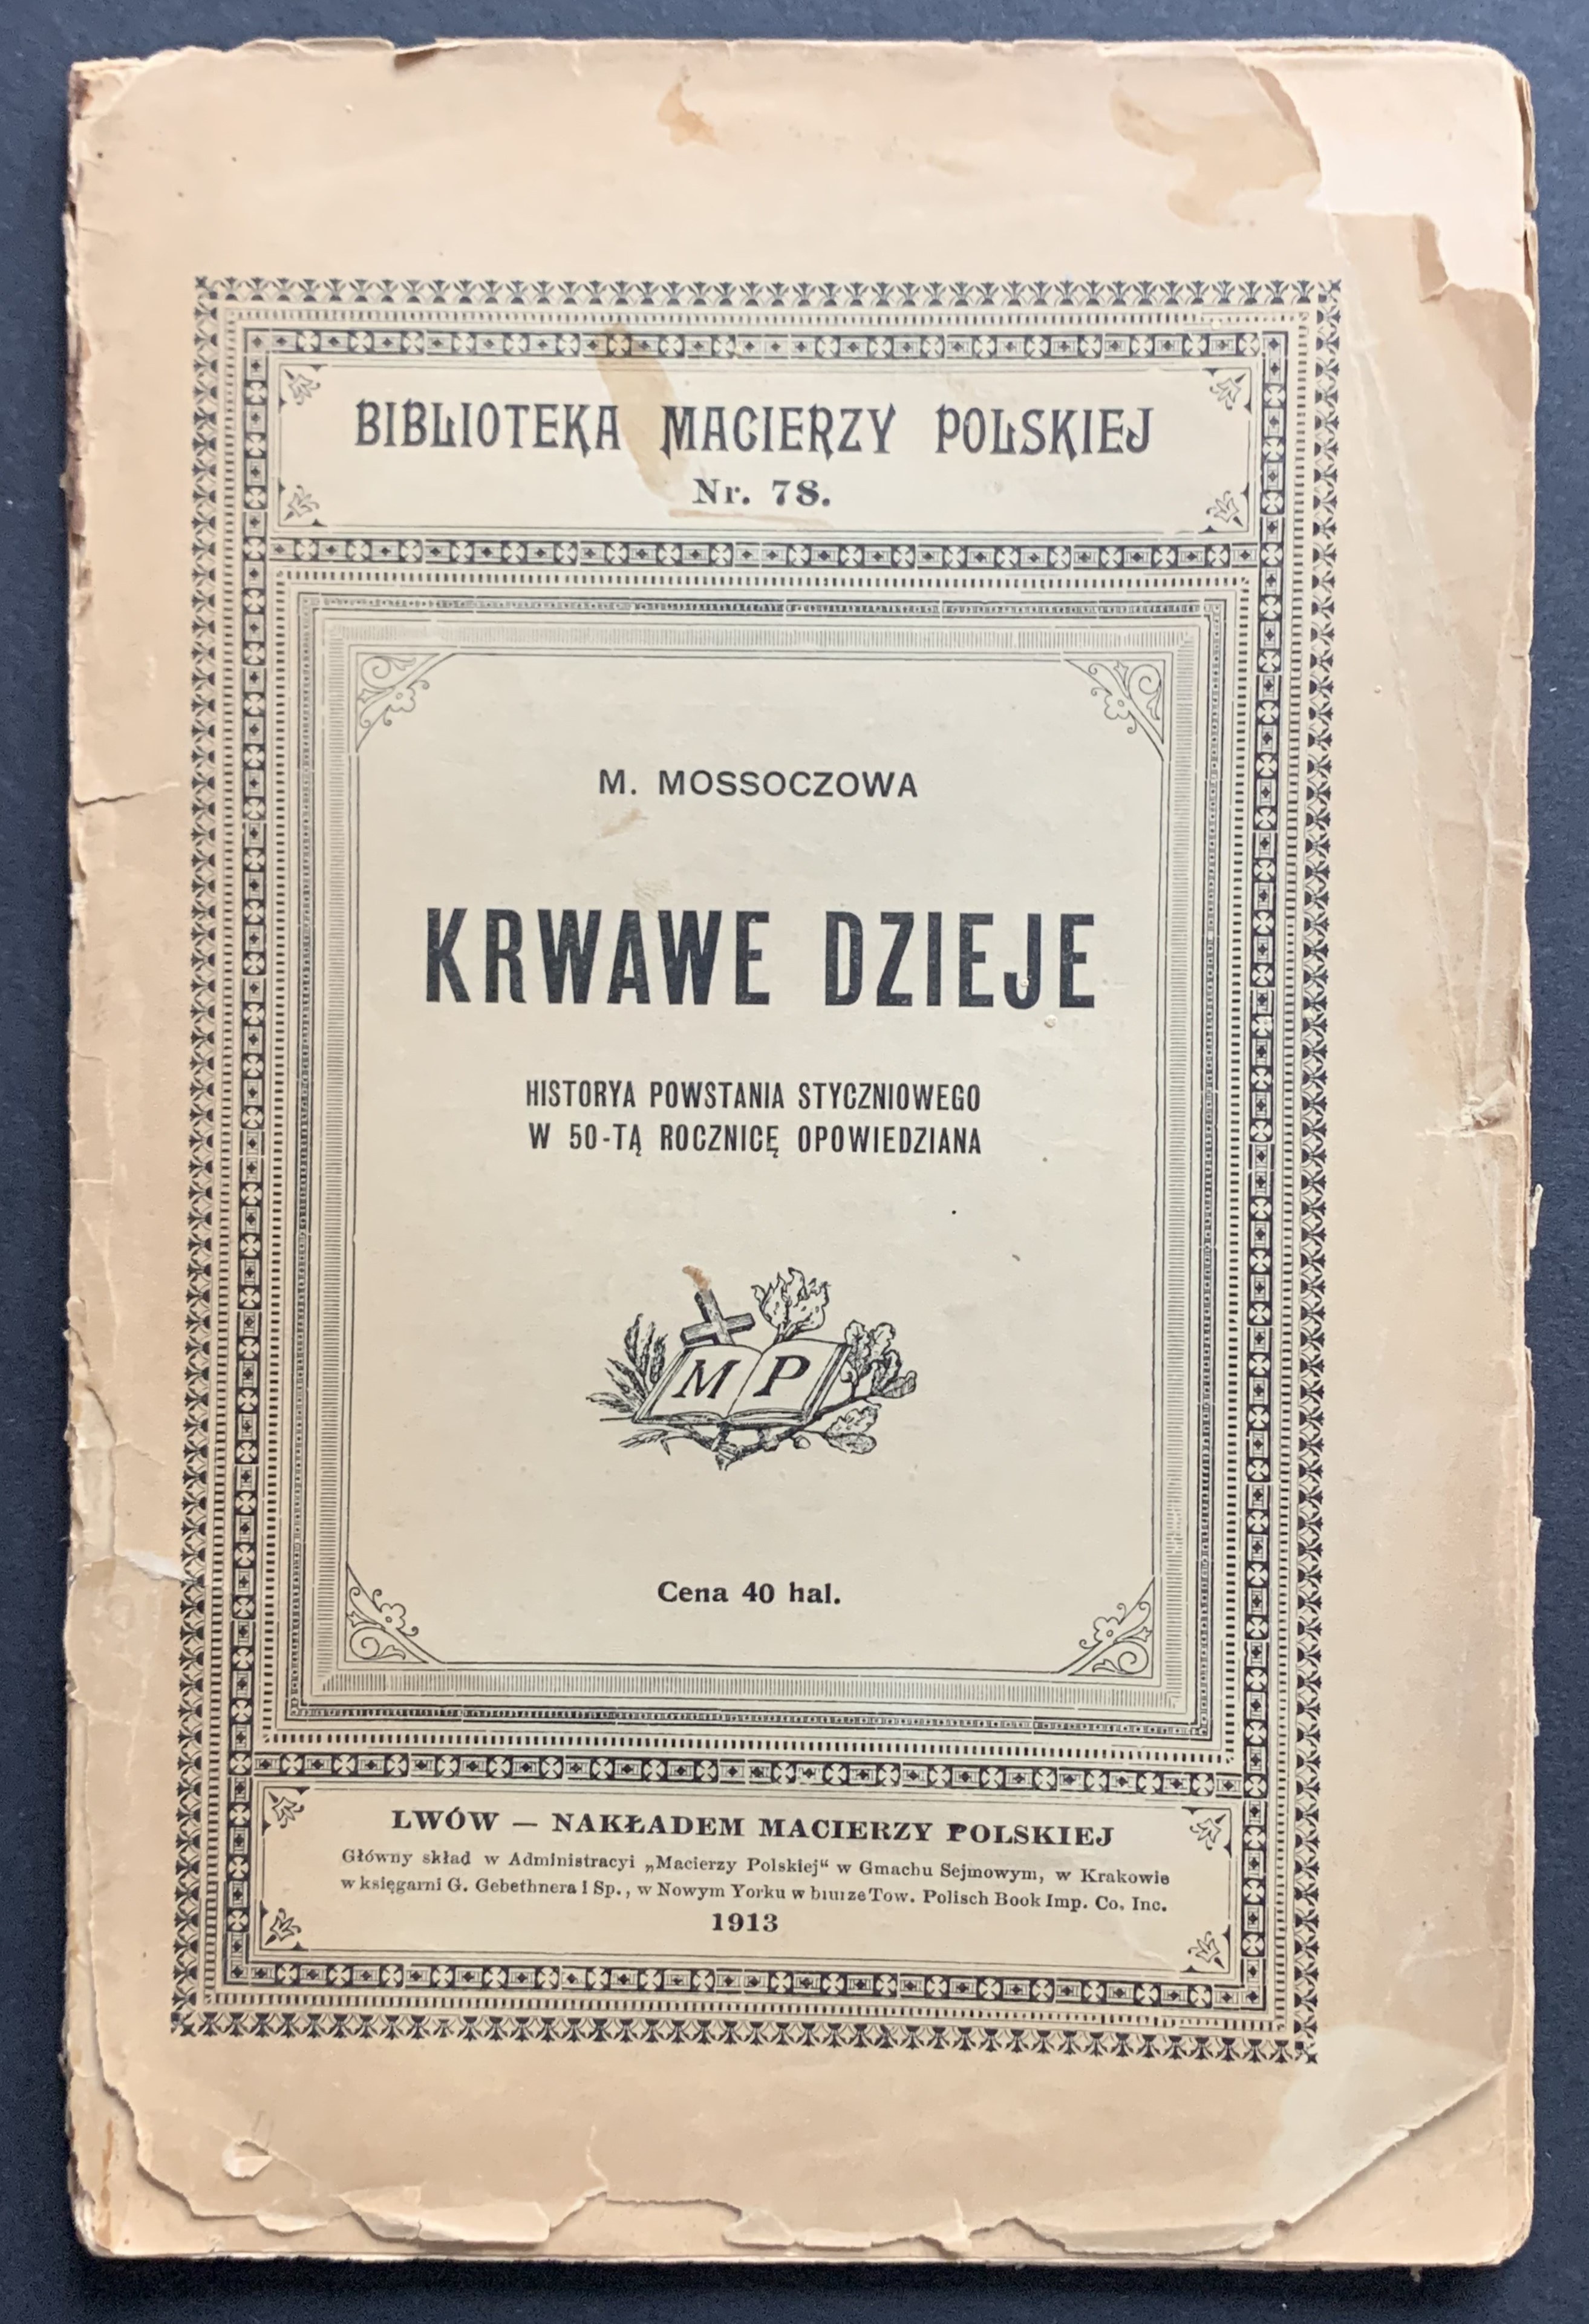 BIBLIOTEKA MACIERZY POLSKIEJ
Nr. 78.
M. MOSSOCZOWA
KRWAWE DZIEJE
HISTORYA POWSTANIA STYCZNIOWEGO
W 50-TĄ ROCZNICĘ OPOWIEDZIANA
M P
Cena 40 hal.
LWÓW — NAKŁADEM MACIERZY POLSKIEJ
Główny skład w Administracyi „Macierzy Polskiej“ w Gmachu Sejmowym, w Krakowie
w księgarni G. Gebethnera i Sp., w Nowym Yorku w biurze Tow. Polisch Book Imp. Co. Inc.
1913